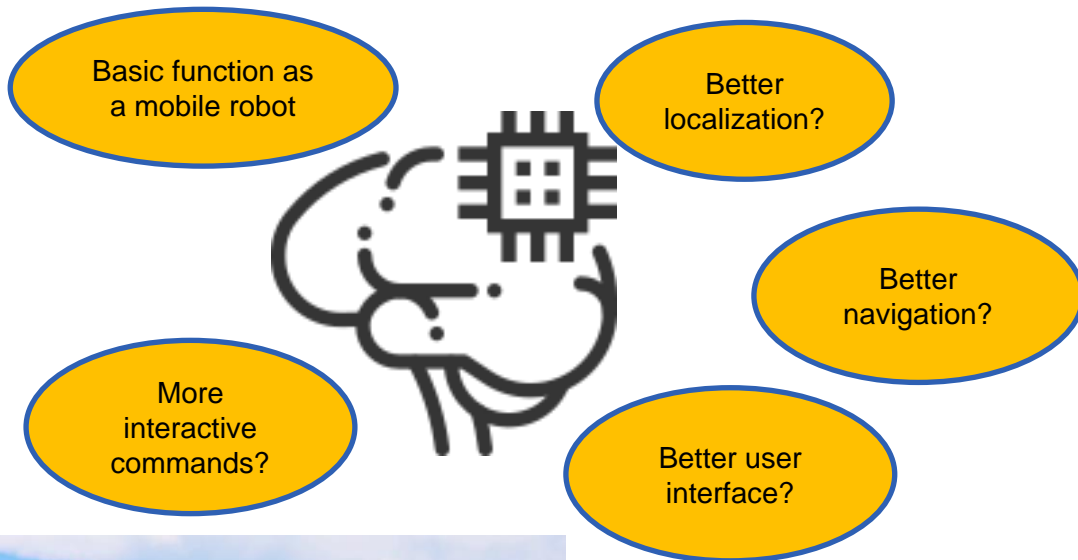 Basic function as
a mobile robot
Better
localization?
Better
navigation?
More
interactive
commands?
Better user
interface?